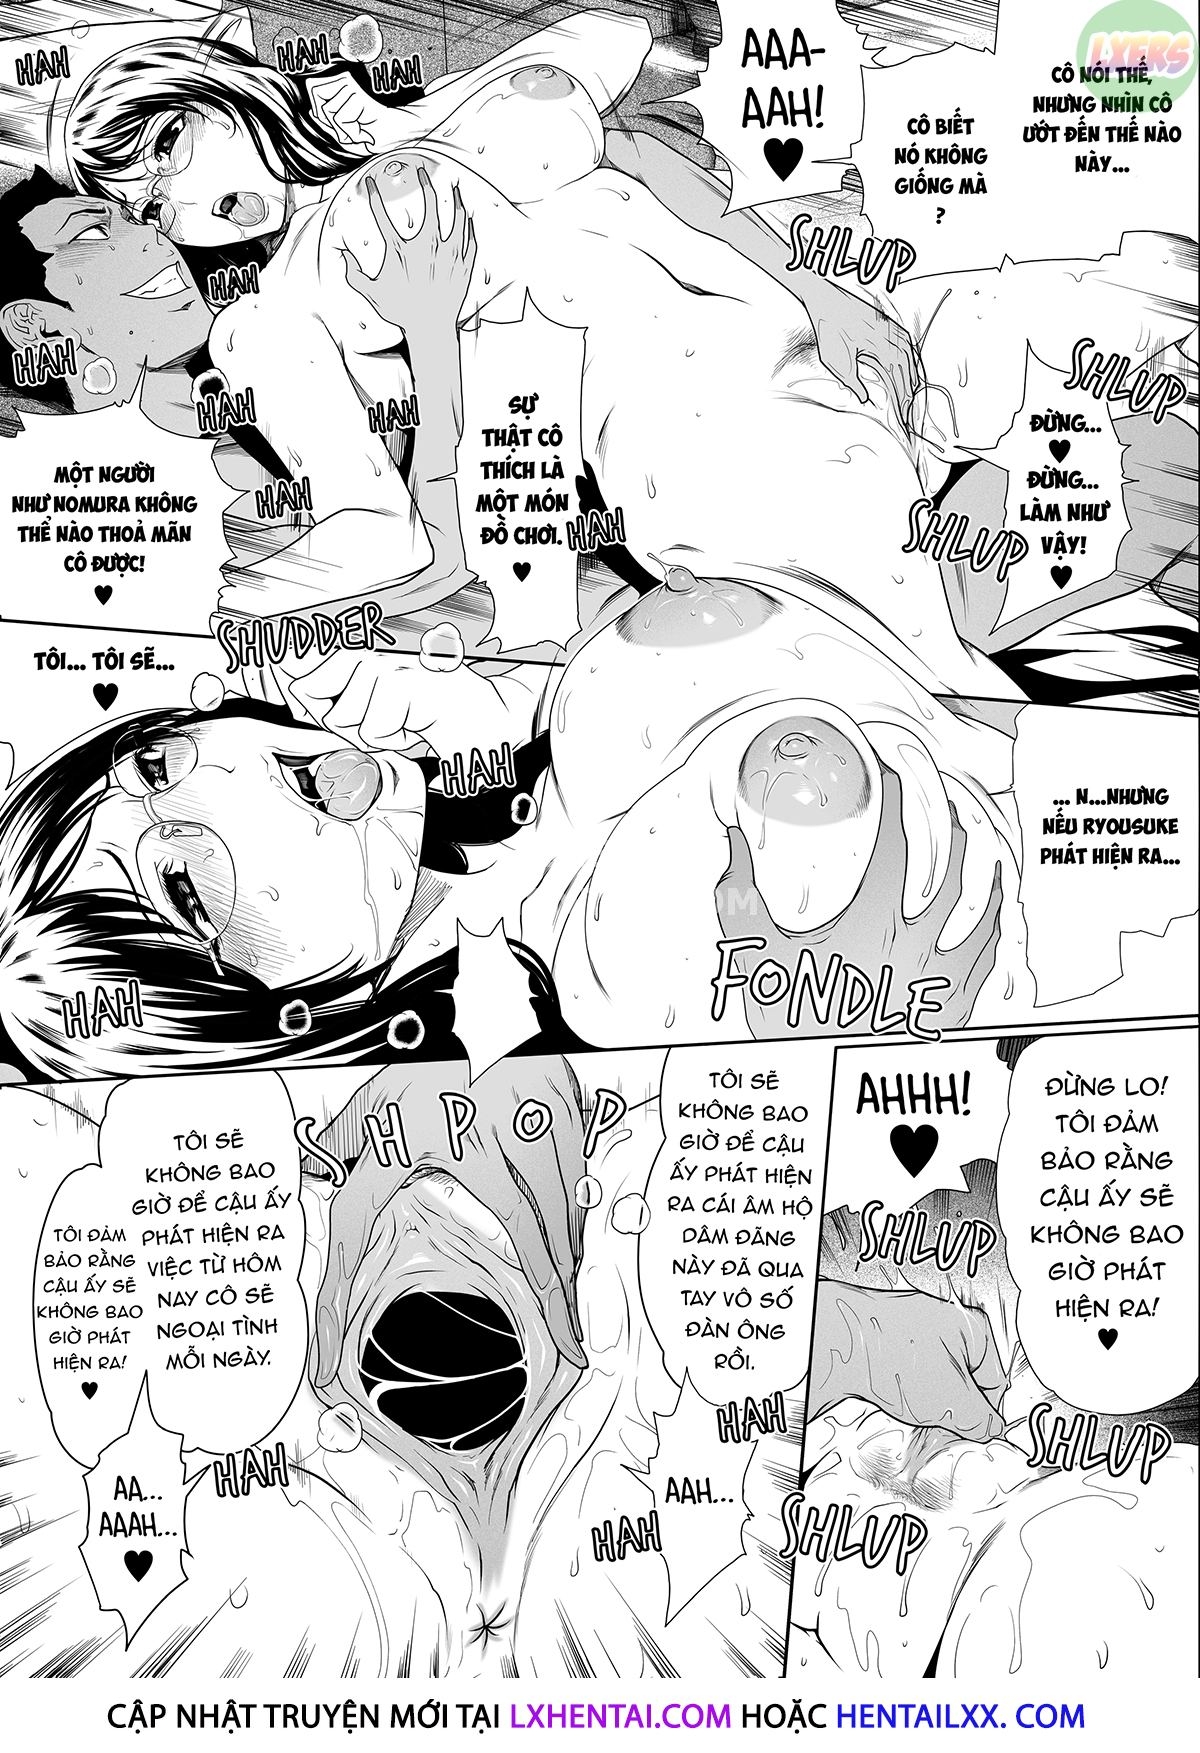 LXERS
CÔ NÓI THẾ,
NHƯNG NHÌN CÔ
ƯỚT ĐẾN THẾ NÀO
NÀY...
CÔ BIẾT
NÓ KHÔNG
GIỐNG MÀ
?
AAA-
AAH!
♥
HAH
HAH
HAH
HAH
HAH
HAH
HAH
HAH
HAH
SHLUP
SHLUP
SHLUP
ĐỪNG...
♥
ĐỪNG...
LÀM NHƯ
VẬY!
♥
SỰ
THẬT CÔ
THÍCH LÀ
MỘT MÓN
ĐỒ CHƠI.
♥
MỘT NGƯỜI
NHƯ NOMURA KHÔNG
THỂ NÀO THOẢ MÃN
CÔ ĐƯỢC!
♥
... N...NHƯNG
NẾU RYOUSUKE
PHÁT HIỆN RA...
SHUDDER
TÔI... TÔI SẼ...
♥
HAH
HAH
FONDLE
ĐỪNG LO!
TÔI ĐẢM
BẢO RẰNG
CẬU ẤY SẼ
KHÔNG BAO
GIỜ PHÁT
HIỆN RA!
♥
AHHH!
♥
SHLUP
SHLUP
SHLUP
TÔI SẼ
KHÔNG BAO
GIỜ ĐỂ CẬU
ẤY PHÁT HIỆN
RA CÁI ÂM HỘ
DÂM ĐÃNG
NÀY ĐÃ QUA
TAY VÔ SỐ
ĐÀN ÔNG
RỒI.
SHPOP
HAH
AAH...
HAH
TÔI SẼ
KHÔNG BAO
GIỜ ĐỂ CẬU ẤY
PHÁT HIỆN RA
VIỆC TỪ HÔM
NAY CÔ SẼ
NGOẠI TÌNH
MỖI NGÀY.
TÔI ĐẢM
BẢO RẰNG
CẬU ẤY SẼ
KHÔNG BAO
GIỜ PHÁT
HIỆN RA!
♥
HAH
AA...
AAAH...
♥
CẬP NHẬT TRUYỆN MỚI TẠI LXHENTAI.COM HOẶC HENTAILXX. COM